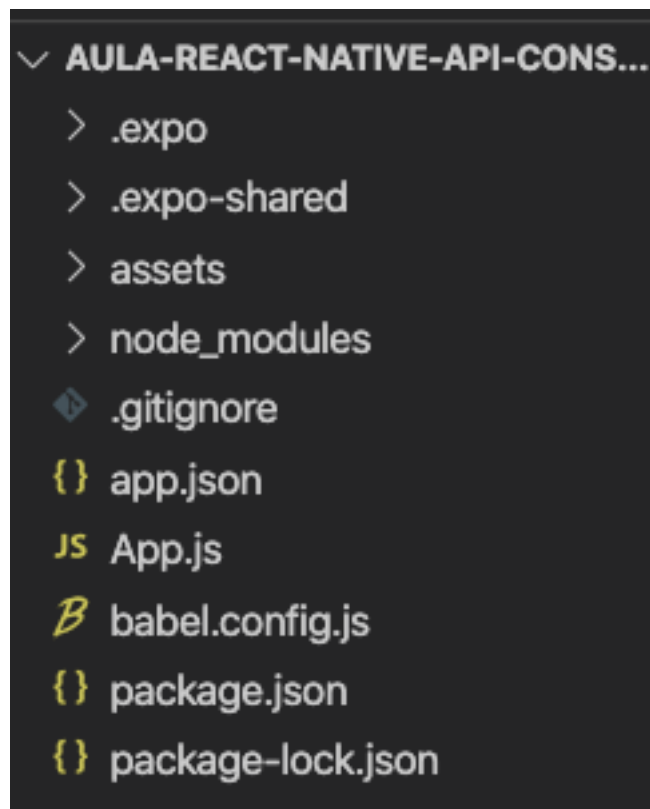 AULA-REACT-NATIVE-API-CONS...
.expo
.expo-shared
assets
node_modules
.gitignore
{} app.json
JS App.js
B babel.config.js
{} package.json
{} package-lock.json